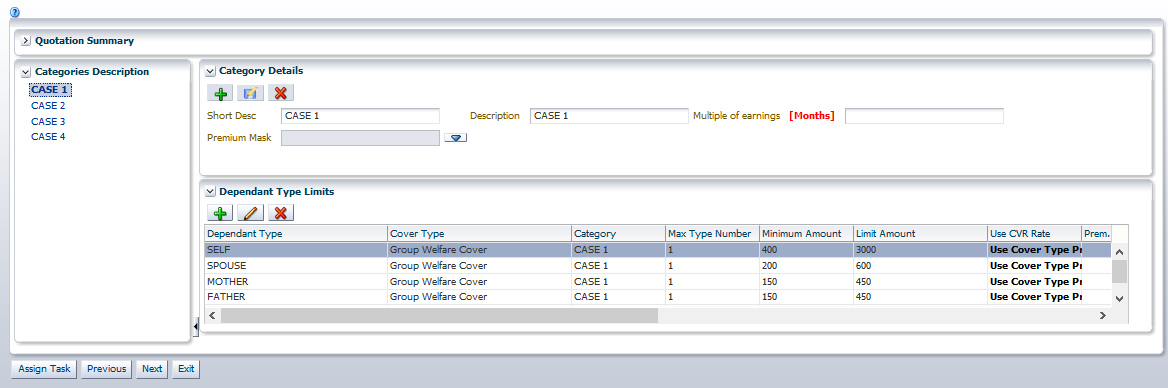 ?
Quotation Summary
Categories Description
CASE 1
CASE 2
CASE 3
CASE 4
Category Details
Short Desc CASE 1 Description CASE 1 Multiple of earnings [Months]
Premium Mask
Dependant Type Limits
Dependant Type Cover Type Category Max Type Number Minimum Amount Limit Amount Use CVR Rate Prem.
SELF Group Welfare Cover CASE 1 1 400 3000 Use Cover Type Pr
SPOUSE Group Welfare Cover CASE 1 1 200 600 Use Cover Type Pr
MOTHER Group Welfare Cover CASE 1 1 150 450 Use Cover Type Pr
FATHER Group Welfare Cover CASE 1 1 150 450 Use Cover Type Pr
Assign Task Previous Next Exit